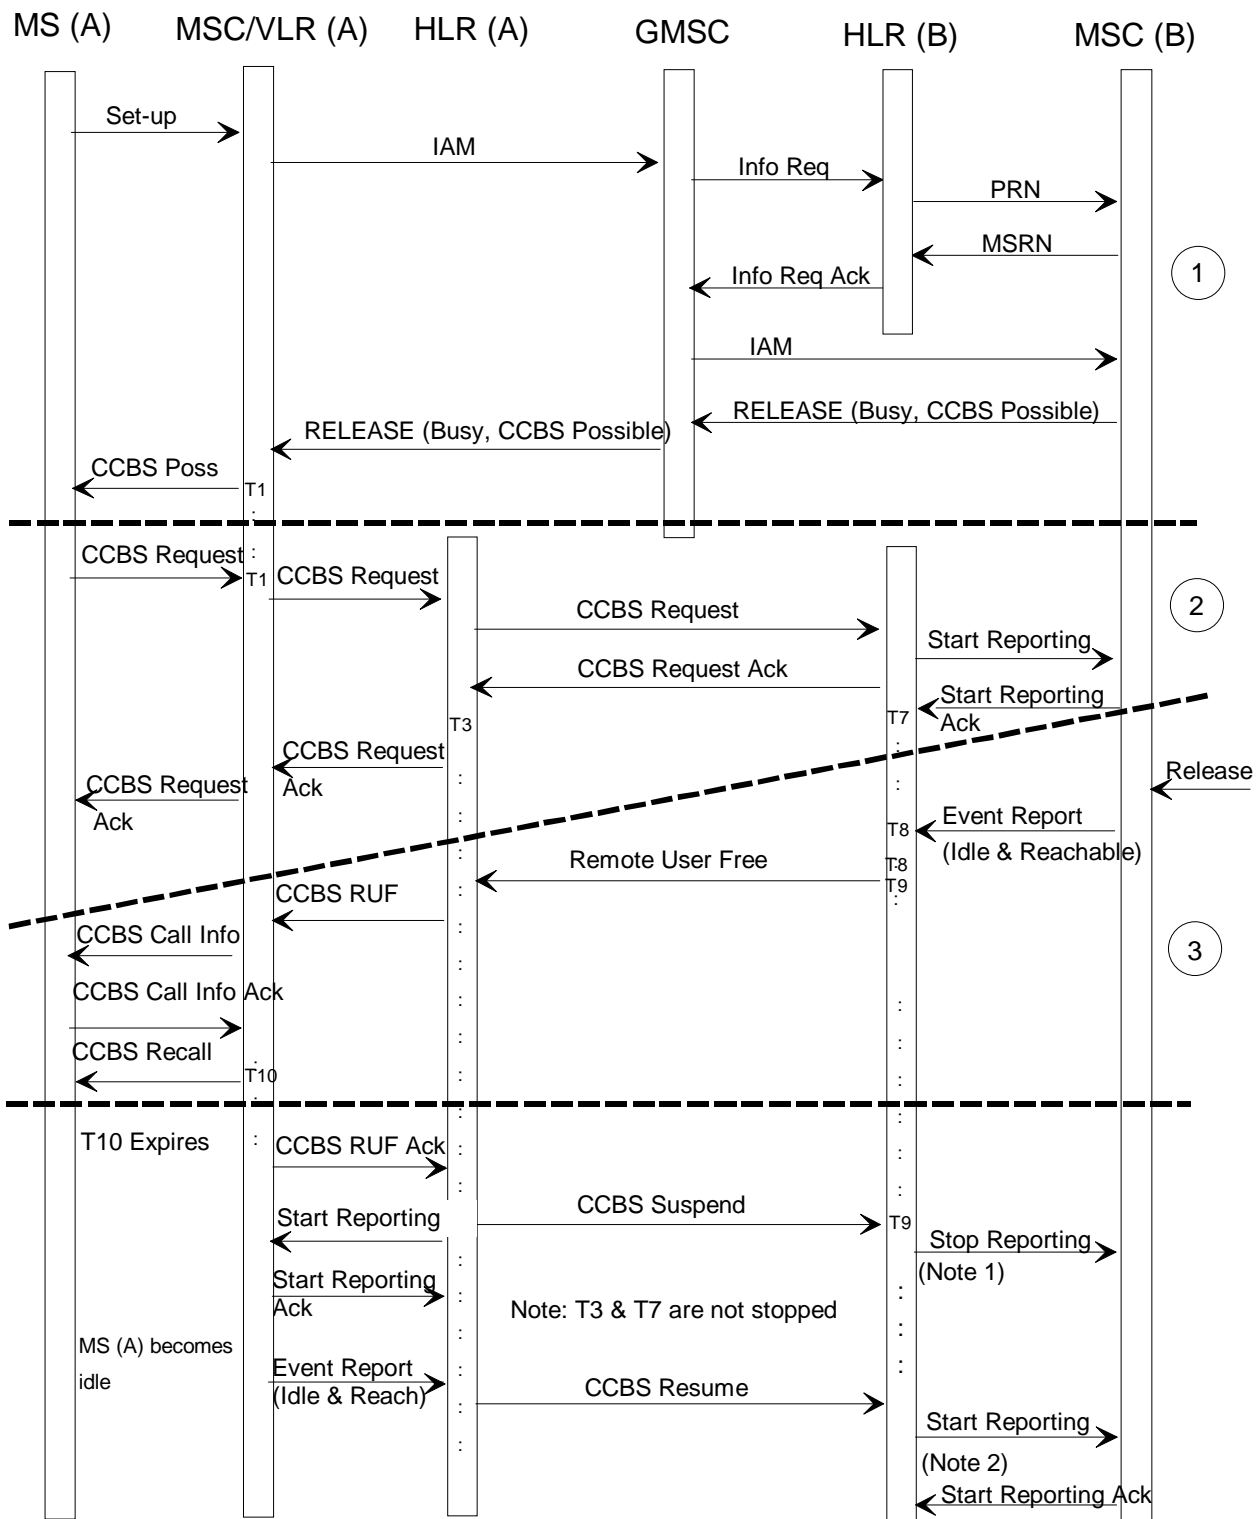 MS (A) MSC/VLR (A) HLR (A) GMSC HLR (B) MSC (B)
Set-up
IAM
Info Req
PRN
MSRN
1
Info Req Ack
IAM
RELEASE (Busy, CCBS Possible)
RELEASE (Busy, CCBS Possible)
CCBS Poss
T1
CCBS Request
T1
CCBS Request
CCBS Request
2
Start Reporting
CCBS Request Ack
Start Reporting
Ack
T7
T3
CCBS Request
Ack
CCBS Request
Ack
Release
Event Report
(Idle & Reachable)
T8
Remote User Free
T8
T9
CCBS RUF
CCBS Call Info
3
CCBS Call Info Ack
CCBS Recall
T10
T10 Expires
CCBS RUF Ack
CCBS Suspend
T9
Start Reporting
Stop Reporting
(Note 1)
Start Reporting
Ack
Note: T3 & T7 are not stopped
MS (A) becomes
idle
Event Report
(Idle & Reach)
CCBS Resume
Start Reporting
(Note 2)
Start Reporting Ack